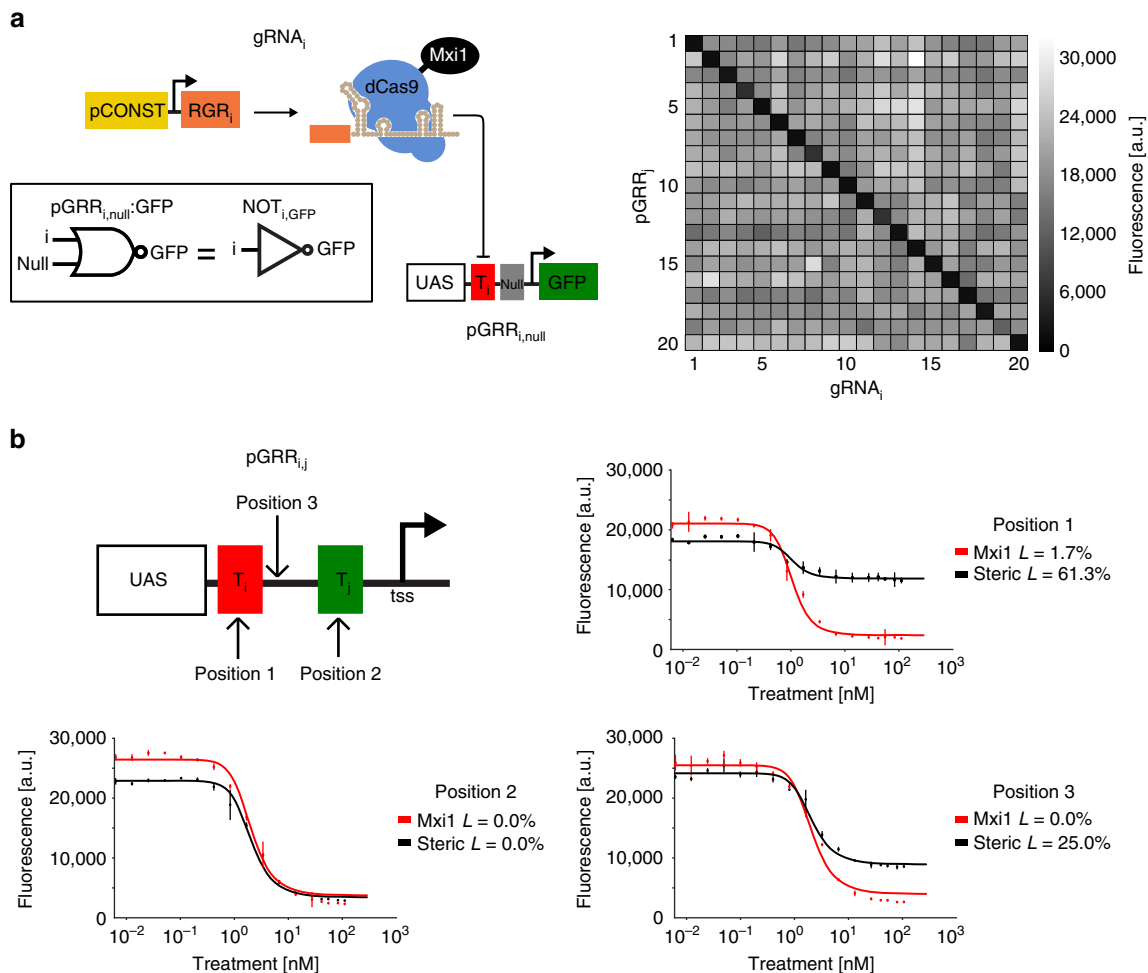 a
gRNAi
Mxi1
dCas9
pCONST
RGRi
pGRRi,null:GFP
NOTi,GFP
i
Null
GFP
=
i
GFP
UAS
Ti
Null
GFP
pGRRi,null
1
5
10
15
20
pGRRj
1
5
10
15
20
gRNAi
30,000
24,000
18,000
12,000
6,000
0
Fluorescence [a.u.]
b
pGRRi,j
Position 3
UAS
Ti
Tj
tss
Position 1
Position 2
30,000
20,000
10,000
0
Fluorescence [a.u.]
10⁻² 10⁻¹ 10⁰ 10¹ 10² 10³
Treatment [nM]
Position 1
Mxi1 L = 1.7%
Steric L = 61.3%
30,000
20,000
10,000
0
Fluorescence [a.u.]
10⁻² 10⁰ 10² 10³
Treatment [nM]
Position 2
Mxi1 L = 0.0%
Steric L = 0.0%
30,000
20,000
10,000
0
Fluorescence [a.u.]
10⁻² 10⁻¹ 10⁰ 10¹ 10² 10³
Treatment [nM]
Position 3
Mxi1 L = 0.0%
Steric L = 25.0%